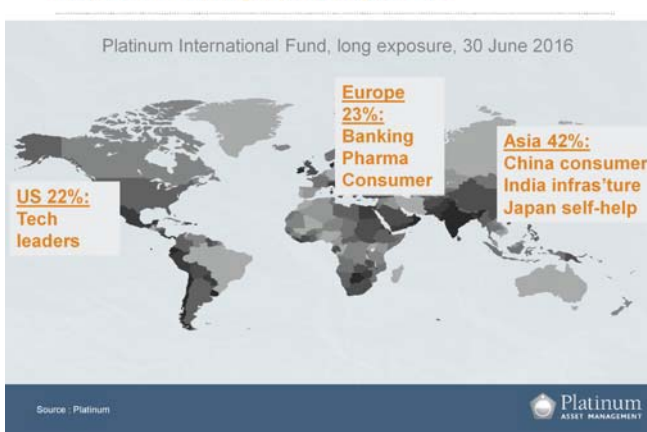 Platinum International Fund, long exposure, 30 June 2016
Europe
23%:
Banking
Pharma
Consumer
Asia 42%:
China consumer
India infras'ture
Japan self-help
US 22%:
Tech
leaders
Source : Platinum
Platinum
ASSET MANAGEMENT